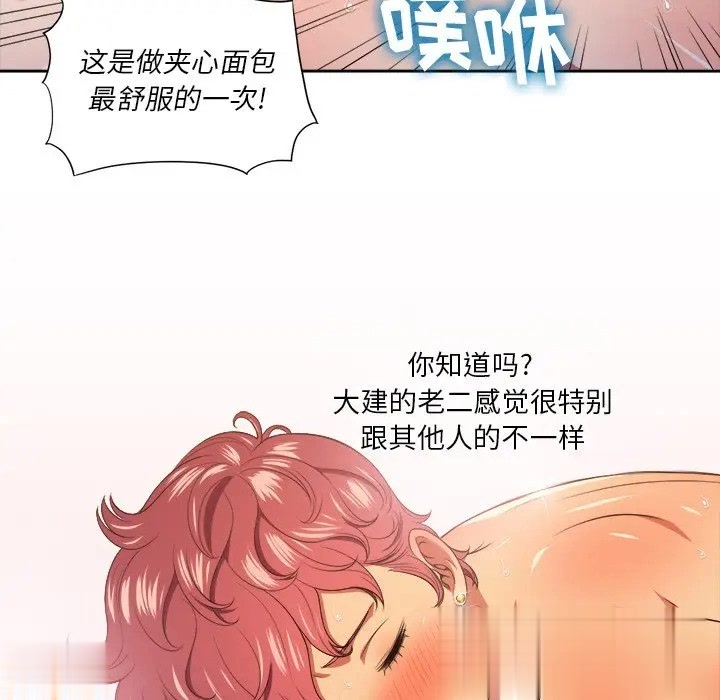 噗咻
这是做夹心面包
最舒服的一次!
你知道吗?
大建的老二感觉很特别
跟其他人的不一样